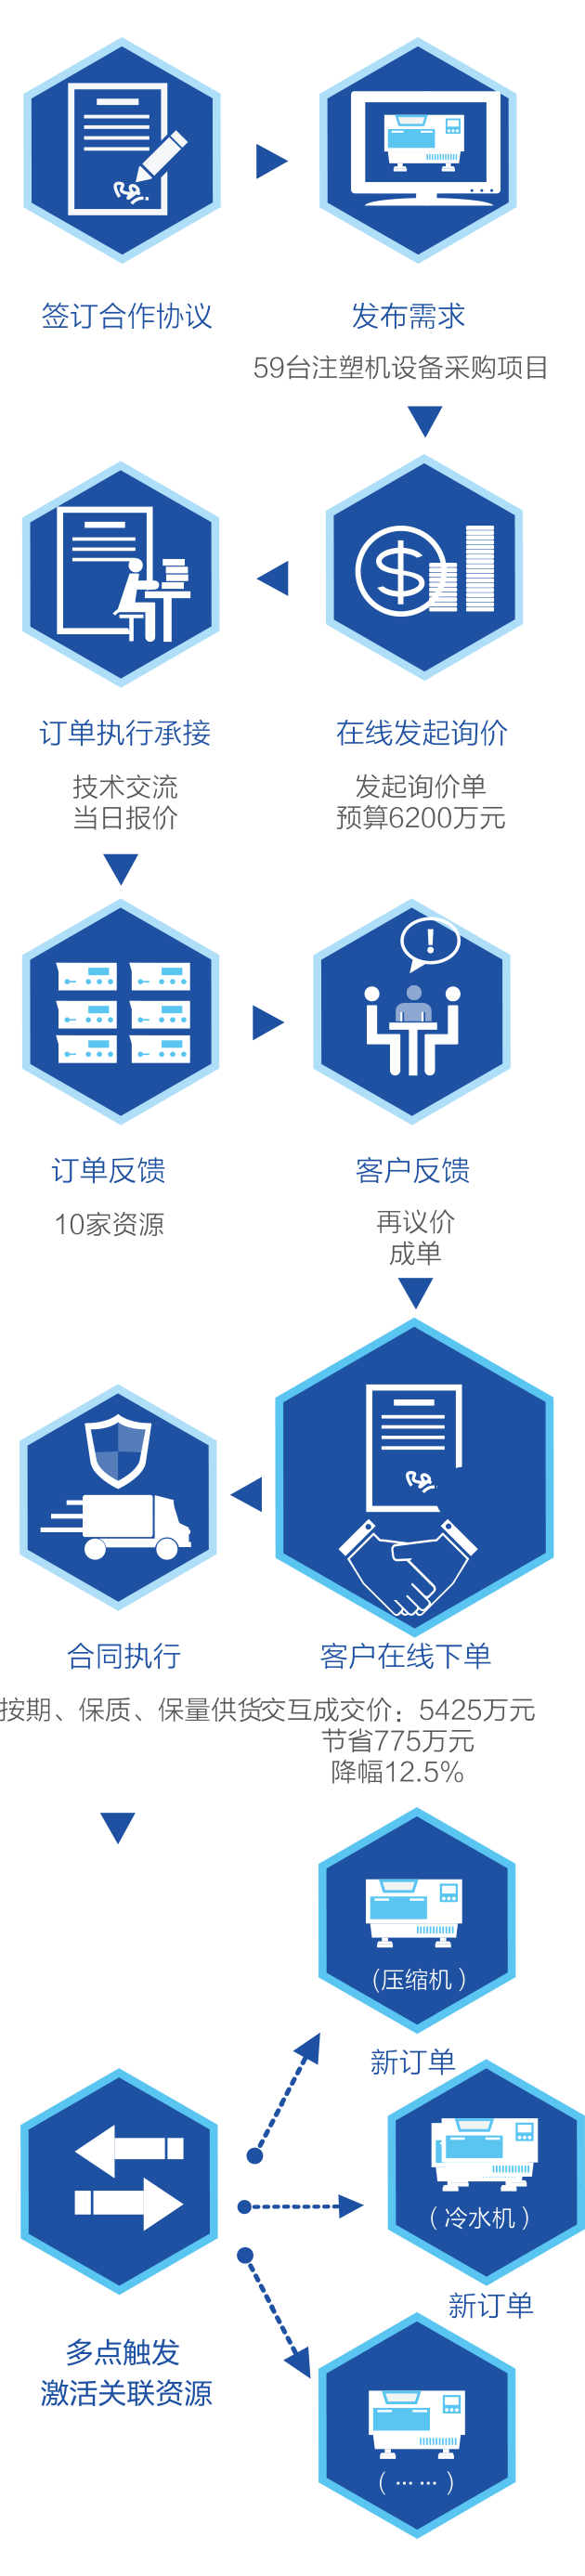 签订合作协议
发布需求
59台注塑机设备采购项目
订单执行承接
技术交流
当日报价
在线发起询价
发起询价单
预算6200万元
订单反馈
10家资源
客户反馈
再议价
成单
合同执行
按期、保质、保量供货
客户在线下单
交互成交价：5425万元
节省775万元
降幅12.5%
（压缩机）
新订单
（冷水机）
新订单
多点触发
激活关联资源
（……）